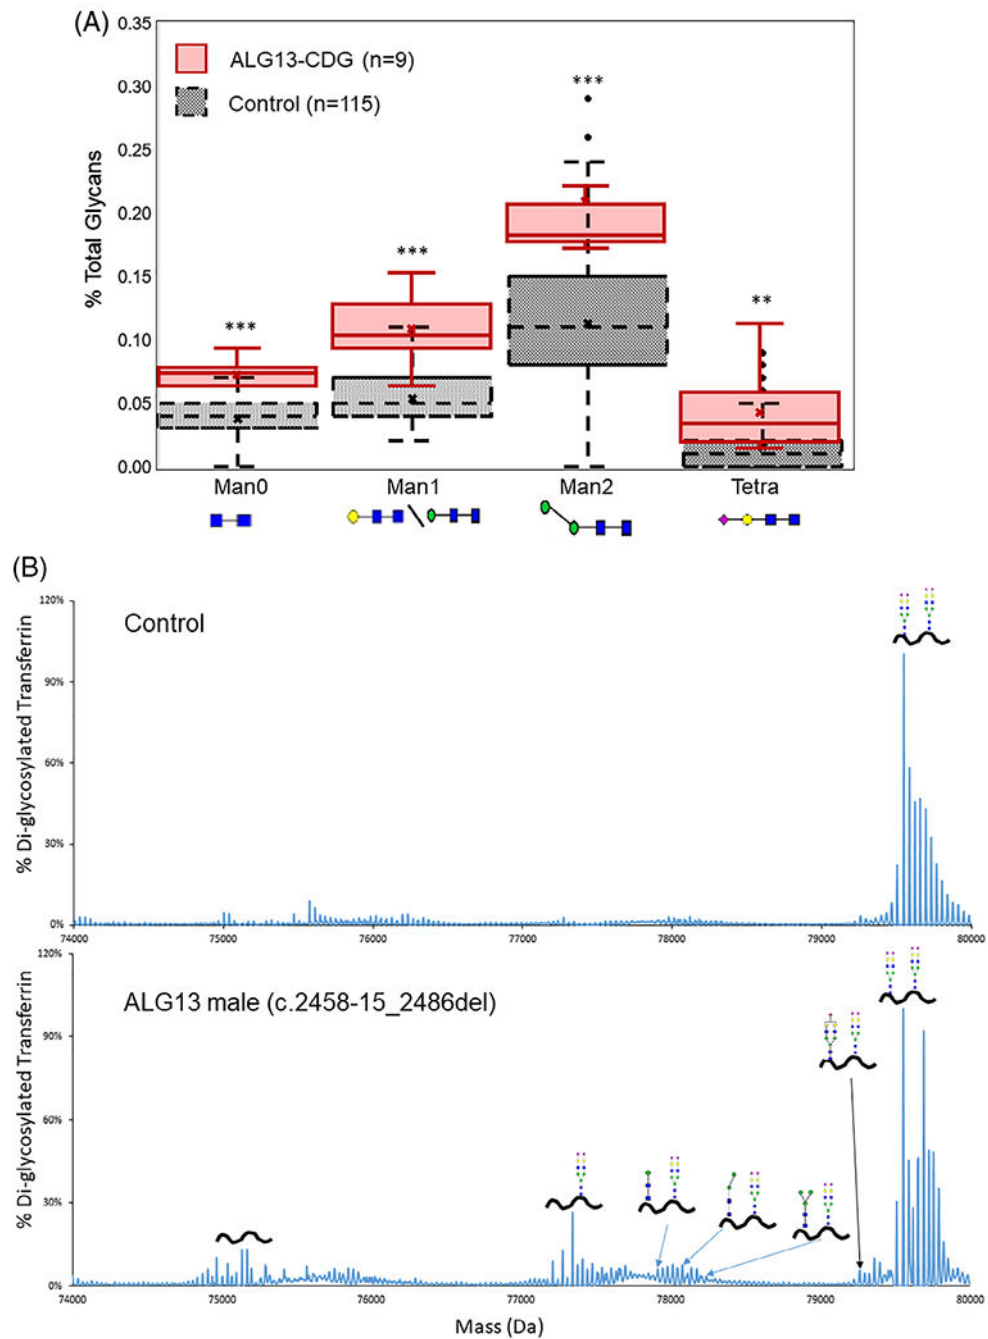 (A)
0.35
0.30
0.25
0.20
0.15
0.10
0.05
0.00
% Total Glycans
ALG13-CDG (n=9)
Control (n=115)
***
***
***
**
Man0 Man1 Man2 Tetra
(B)
% Di-glycosylated Transferrin
120%
90%
60%
30%
0%
Control
74000 75000 76000 77000 78000 79000 80000
% Di-glycosylated Transferrin
120%
90%
60%
30%
0%
ALG13 male (c.2458-15_2486del)
74000 75000 76000 77000 78000 79000 80000
Mass (Da)